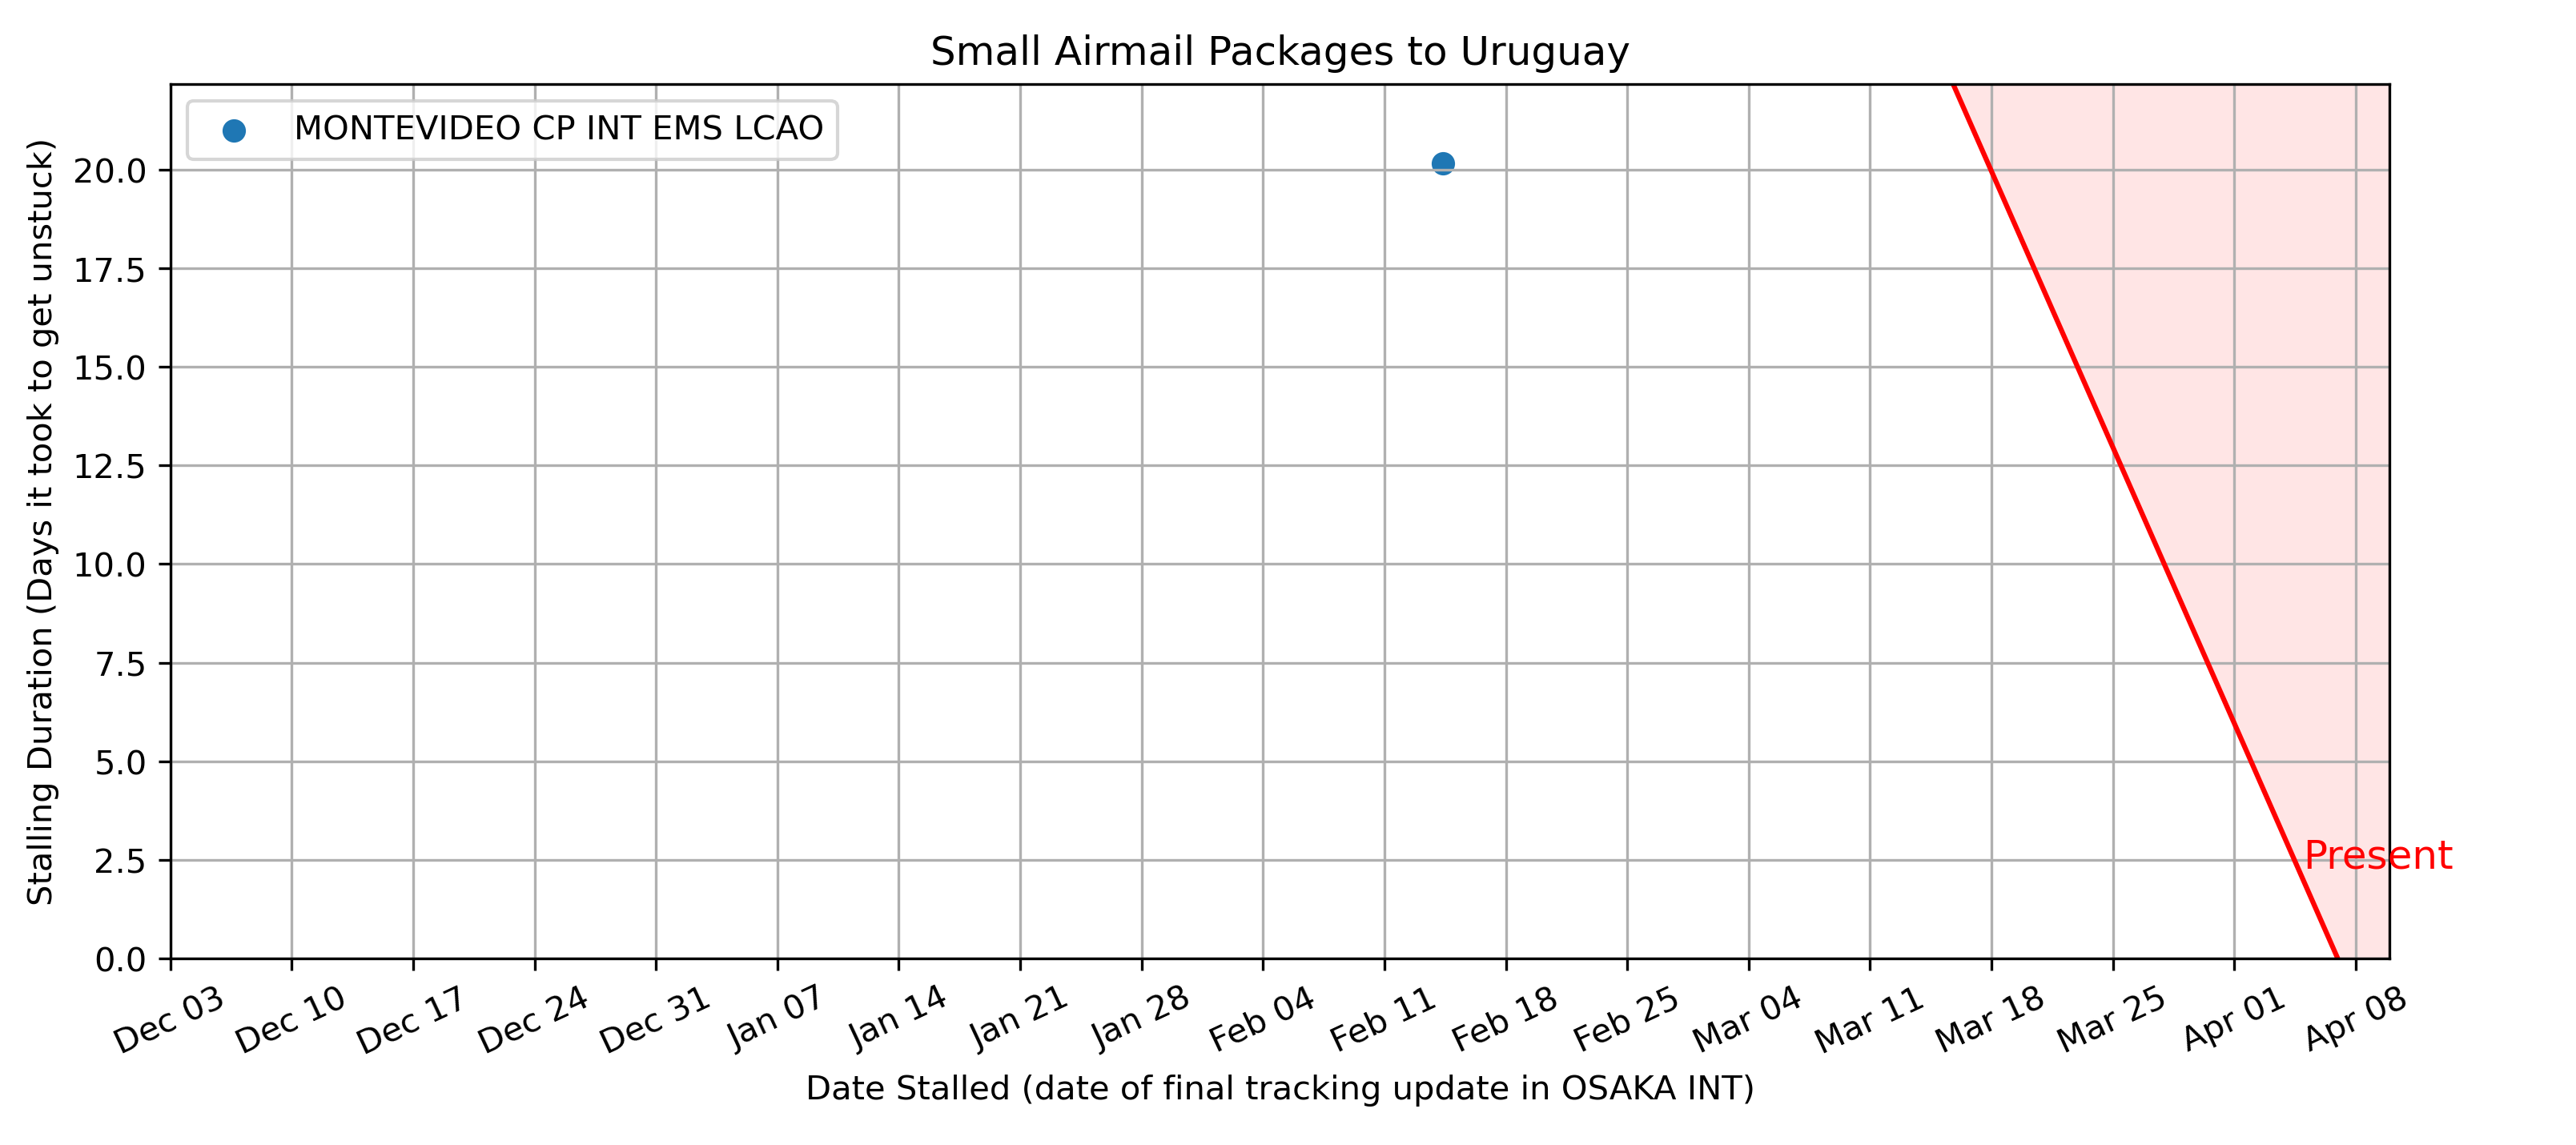 Small Airmail Packages to Uruguay
MONTEVIDEO CP INT EMS LCAO
Stalling Duration (Days it took to get unstuck)
20.0
17.5
15.0
12.5
10.0
7.5
5.0
2.5
0.0
Present
Dec 03
Dec 10
Dec 17
Dec 24
Dec 31
Jan 07
Jan 14
Jan 21
Jan 28
Feb 04
Feb 11
Feb 18
Feb 25
Mar 04
Mar 11
Mar 18
Mar 25
Apr 01
Apr 08
Date Stalled (date of final tracking update in OSAKA INT)